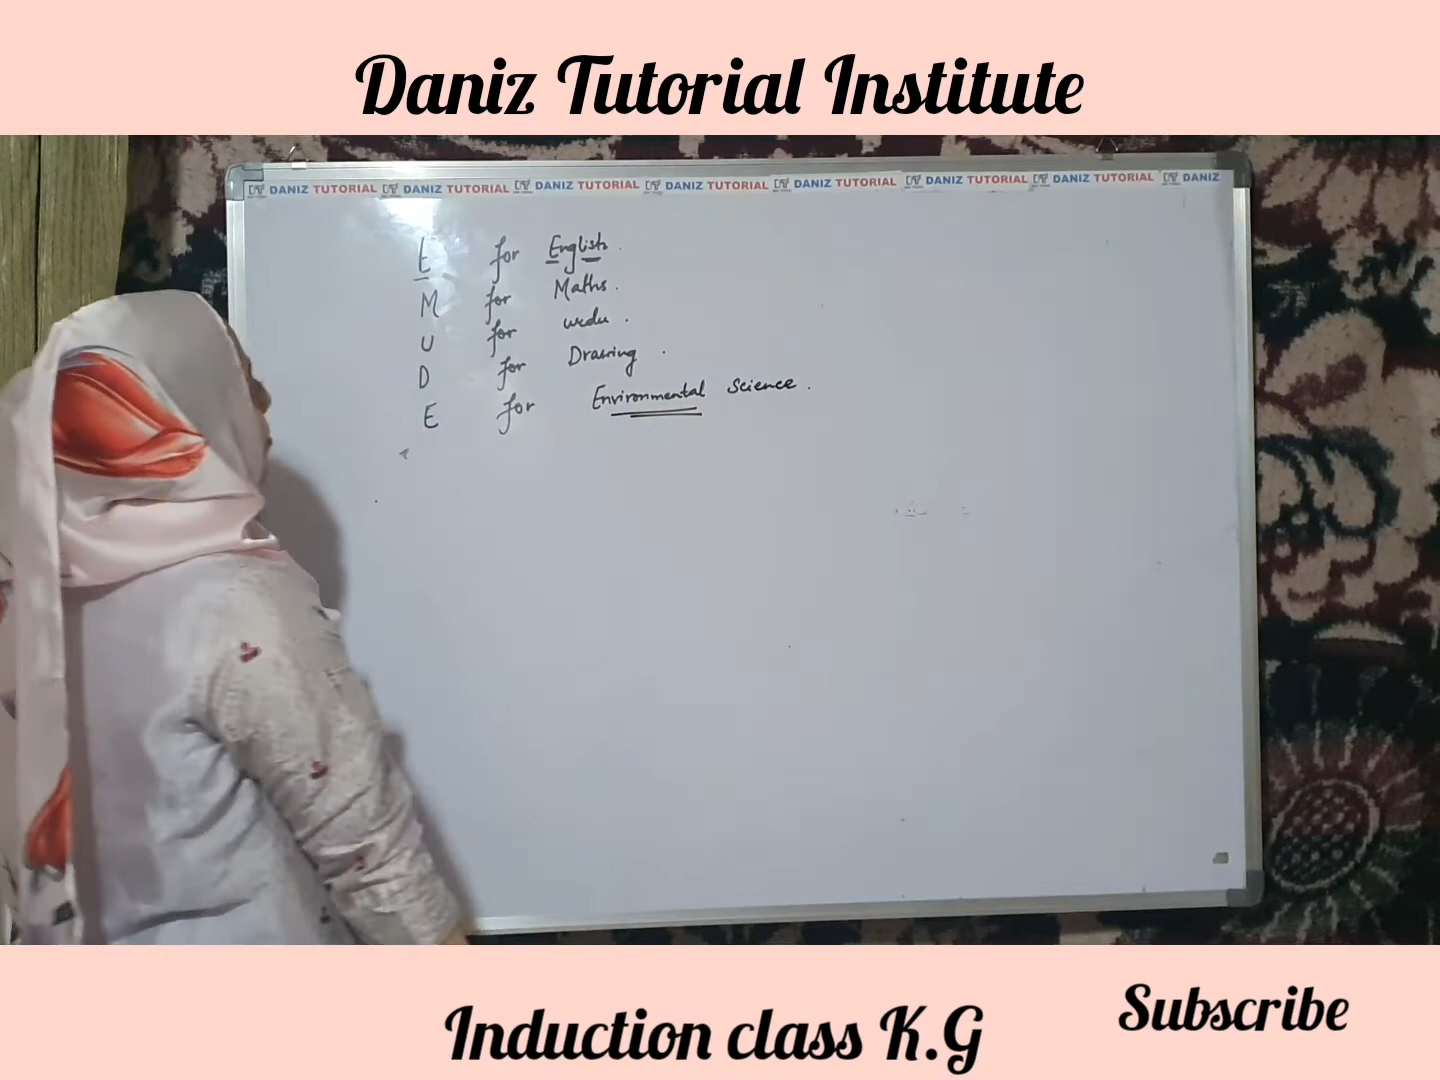 Daniz Tutorial Institute
DANIZ TUTORIAL DANIZ TUTORIAL DANIZ TUTORIAL DANIZ TUTORIAL DANIZ TUTORIAL DANIZ TUTORIAL DANIZ TUTORIAL DANIZ
E for English.
M for Maths.
U for urdu.
D for Drawing.
E for Environmental Science.
Induction class K.G
Subscribe